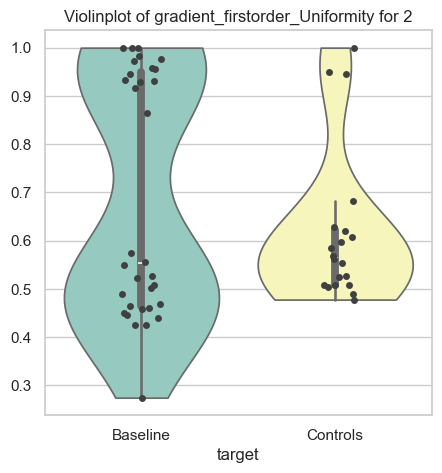 Violinplot of gradient_firstorder_Uniformity for 2
1.0
0.9
0.8
0.7
0.6
0.5
0.4
0.3
Baseline
Controls
target